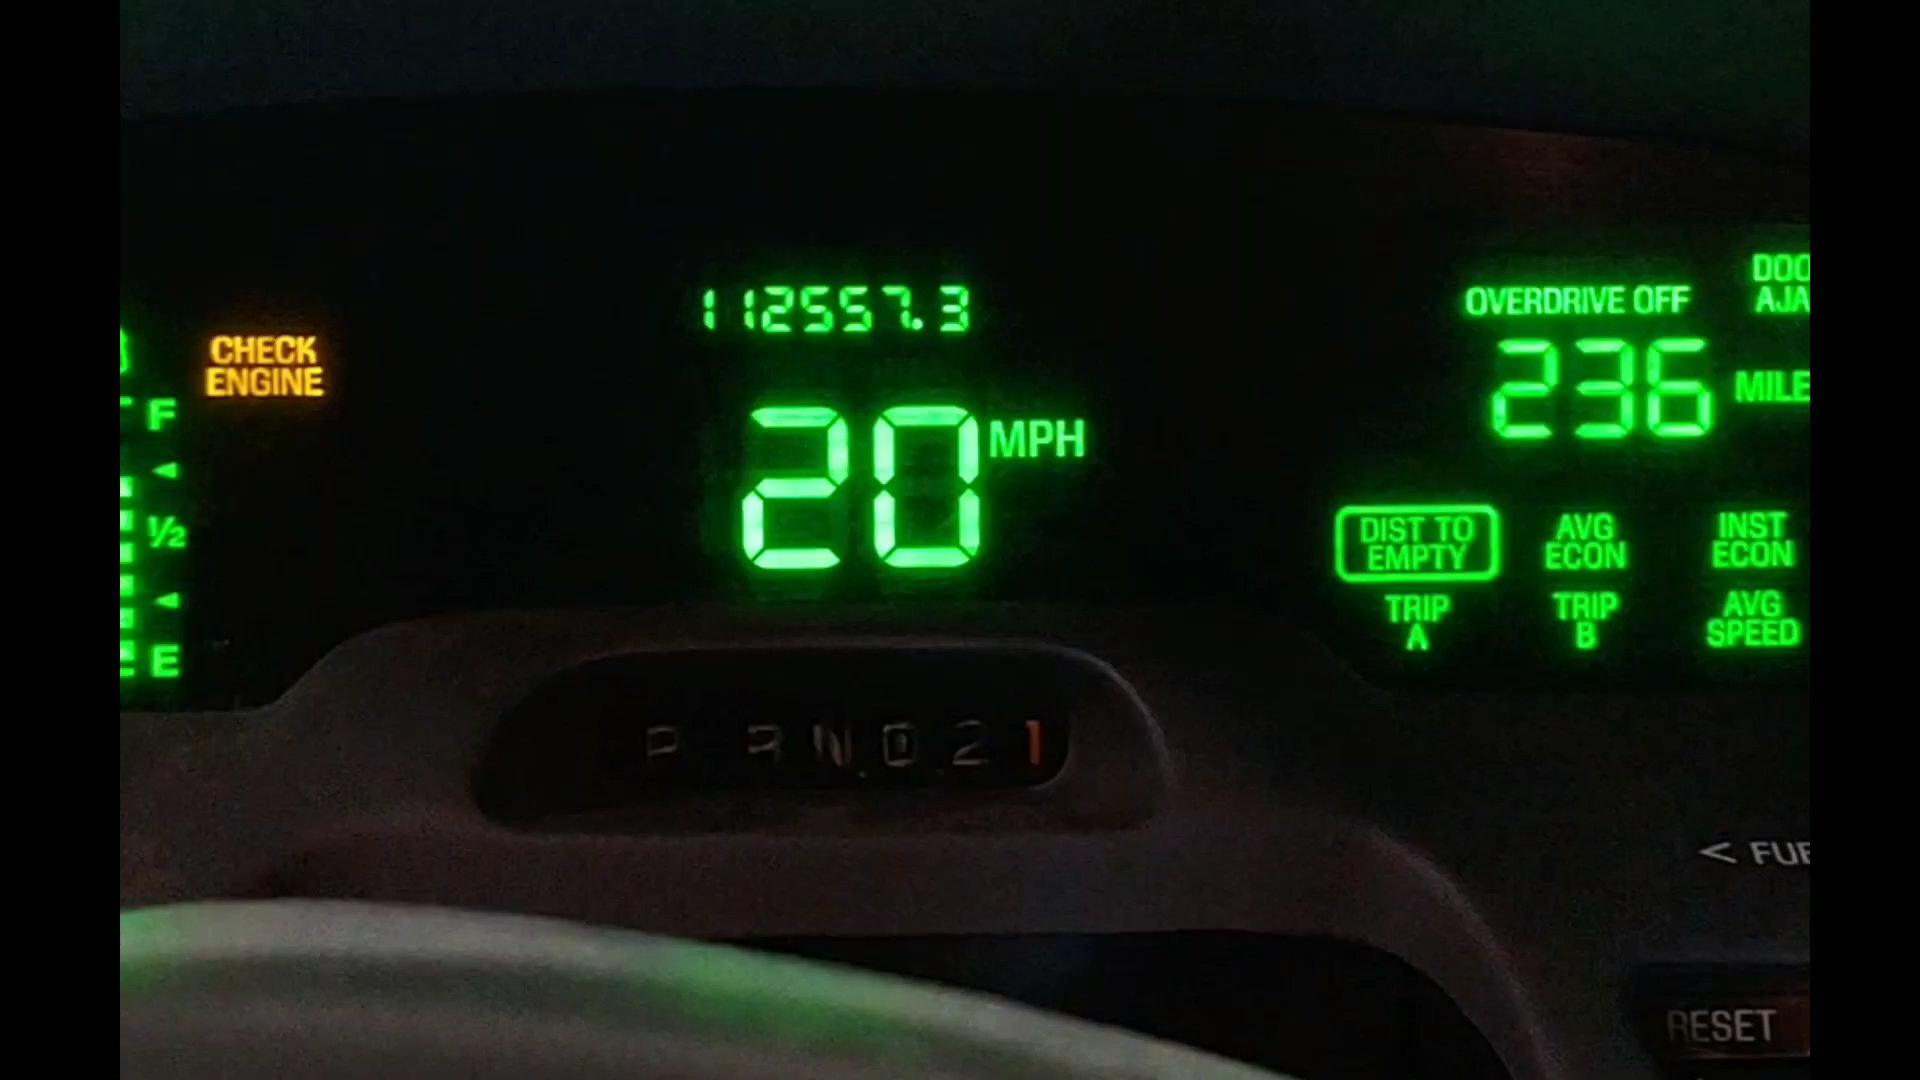 112557.3
20 MPH
CHECK
ENGINE
F
½
E
OVERDRIVE OFF
DOO
AJA
236 MILE
DIST TO
EMPTY
AVG
ECON
INST
ECON
TRIP
A
TRIP
B
AVG
SPEED
P R N D 2 1
< FUE
RESET